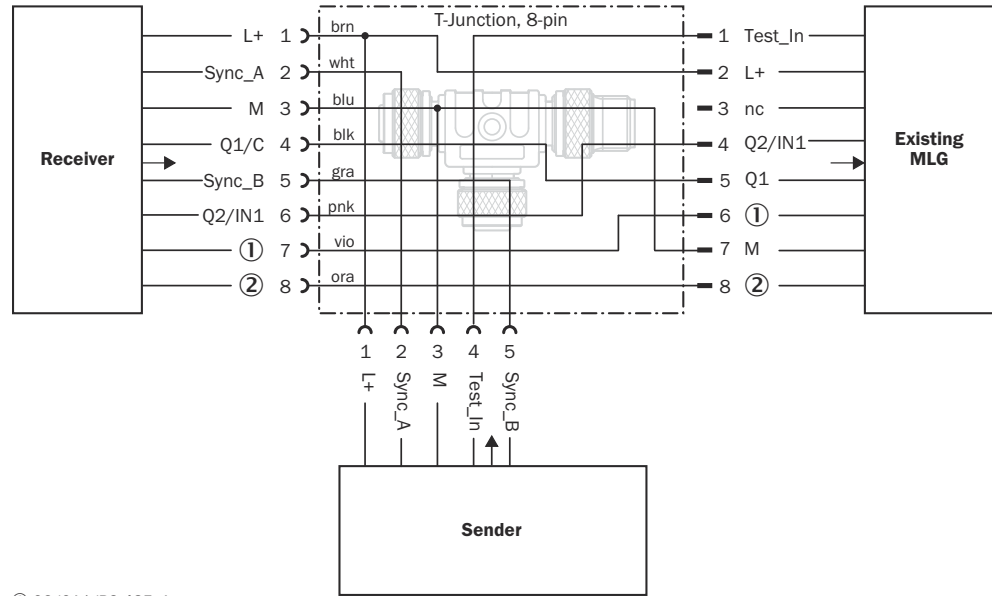 T-Junction, 8-pin
Receiver
L+ 1 brn
Sync_A 2 wht
M 3 blu
Q1/C 4 blk
Sync_B 5 gra
Q2/IN1 6 pnk
① 7 vio
② 8 ora
1 Test_In
2 L+
3 nc
4 Q2/IN1
5 Q1
6 ①
7 M
8 ②
Existing
MLG
1 2 3 4 5
L+
Sync_A
M
Test_In
Sync_B
Sender